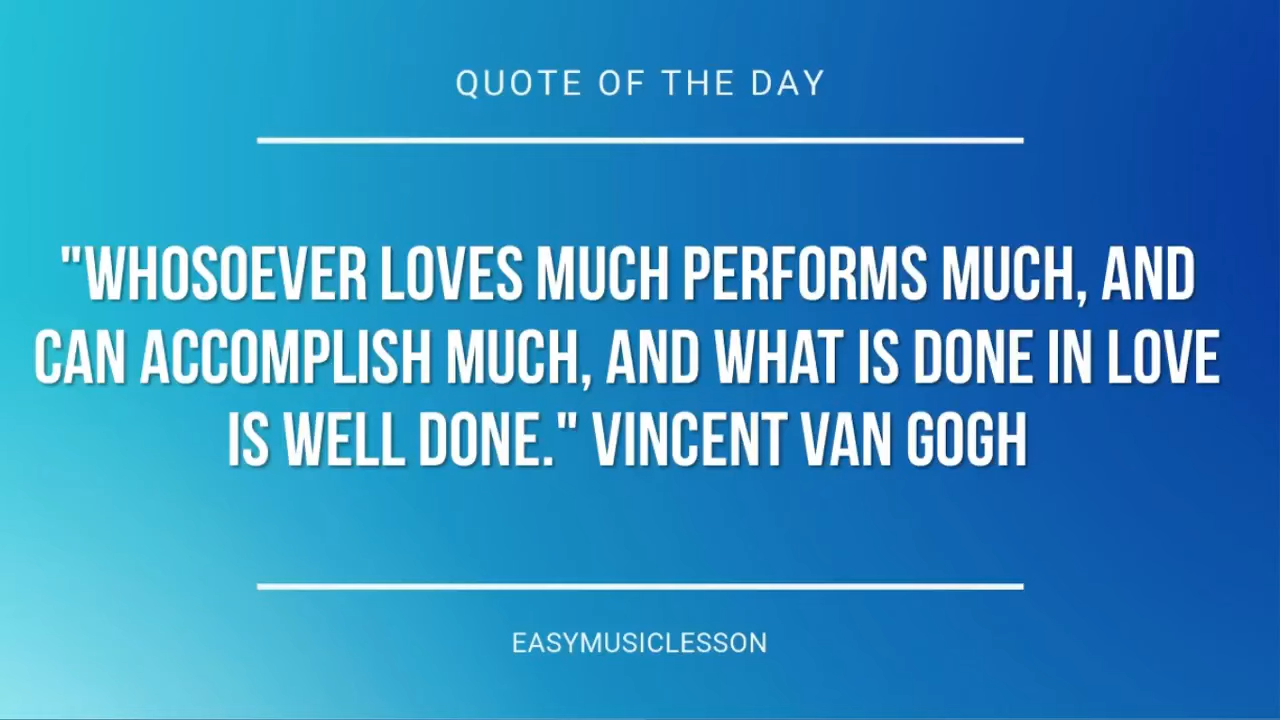 QUOTE OF THE DAY
"WHOSOEVER LOVES MUCH PERFORMS MUCH, AND
CAN ACCOMPLISH MUCH, AND WHAT IS DONE IN LOVE
IS WELL DONE." VINCENT VAN GOGH
EASYMUSICLESSON